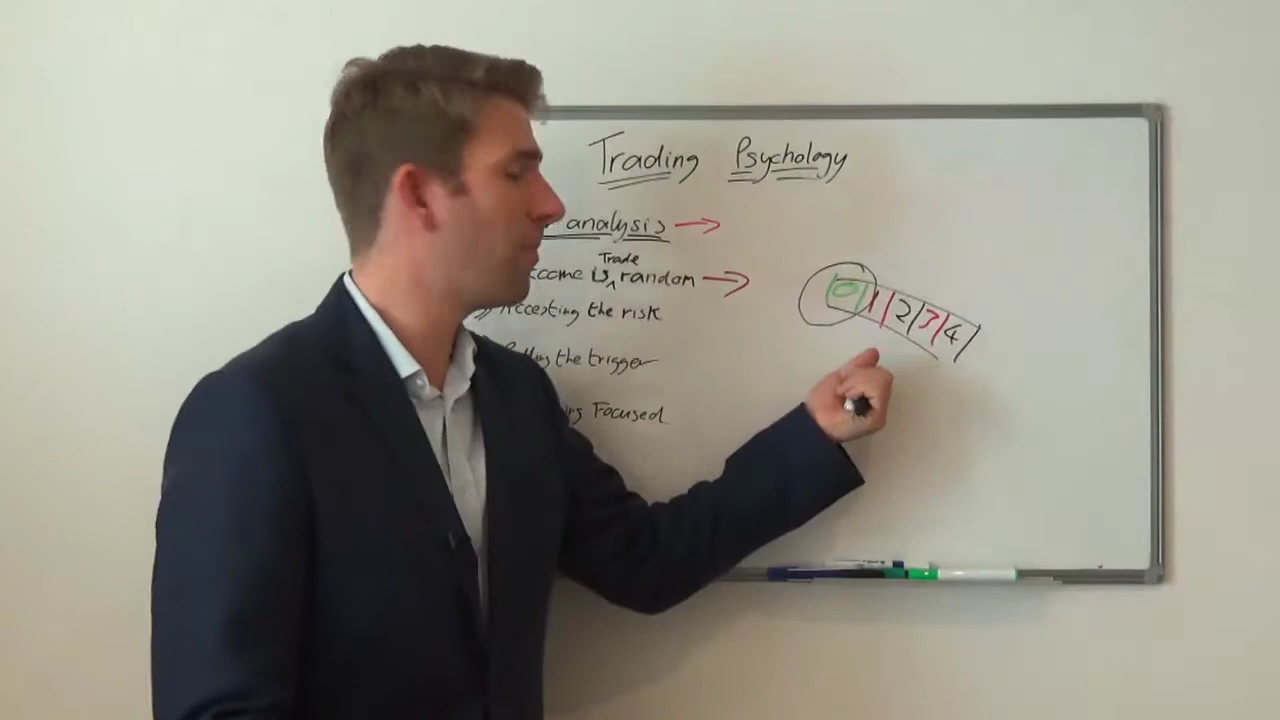 Trading Psychology
analysis
Trade
is random
Accepting the risk
the trigger
Focused
0 1 2 3 4